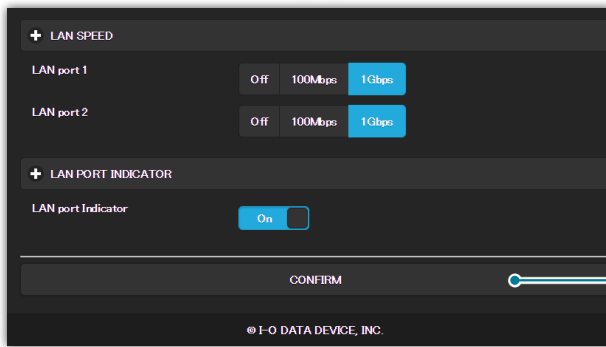 LAN SPEED
LAN port 1
Off 100Mbps 1Gbps
LAN port 2
Off 100Mbps 1Gbps
LAN PORT INDICATOR
LAN port Indicator
On
CONFIRM
© I-O DATA DEVICE, INC.